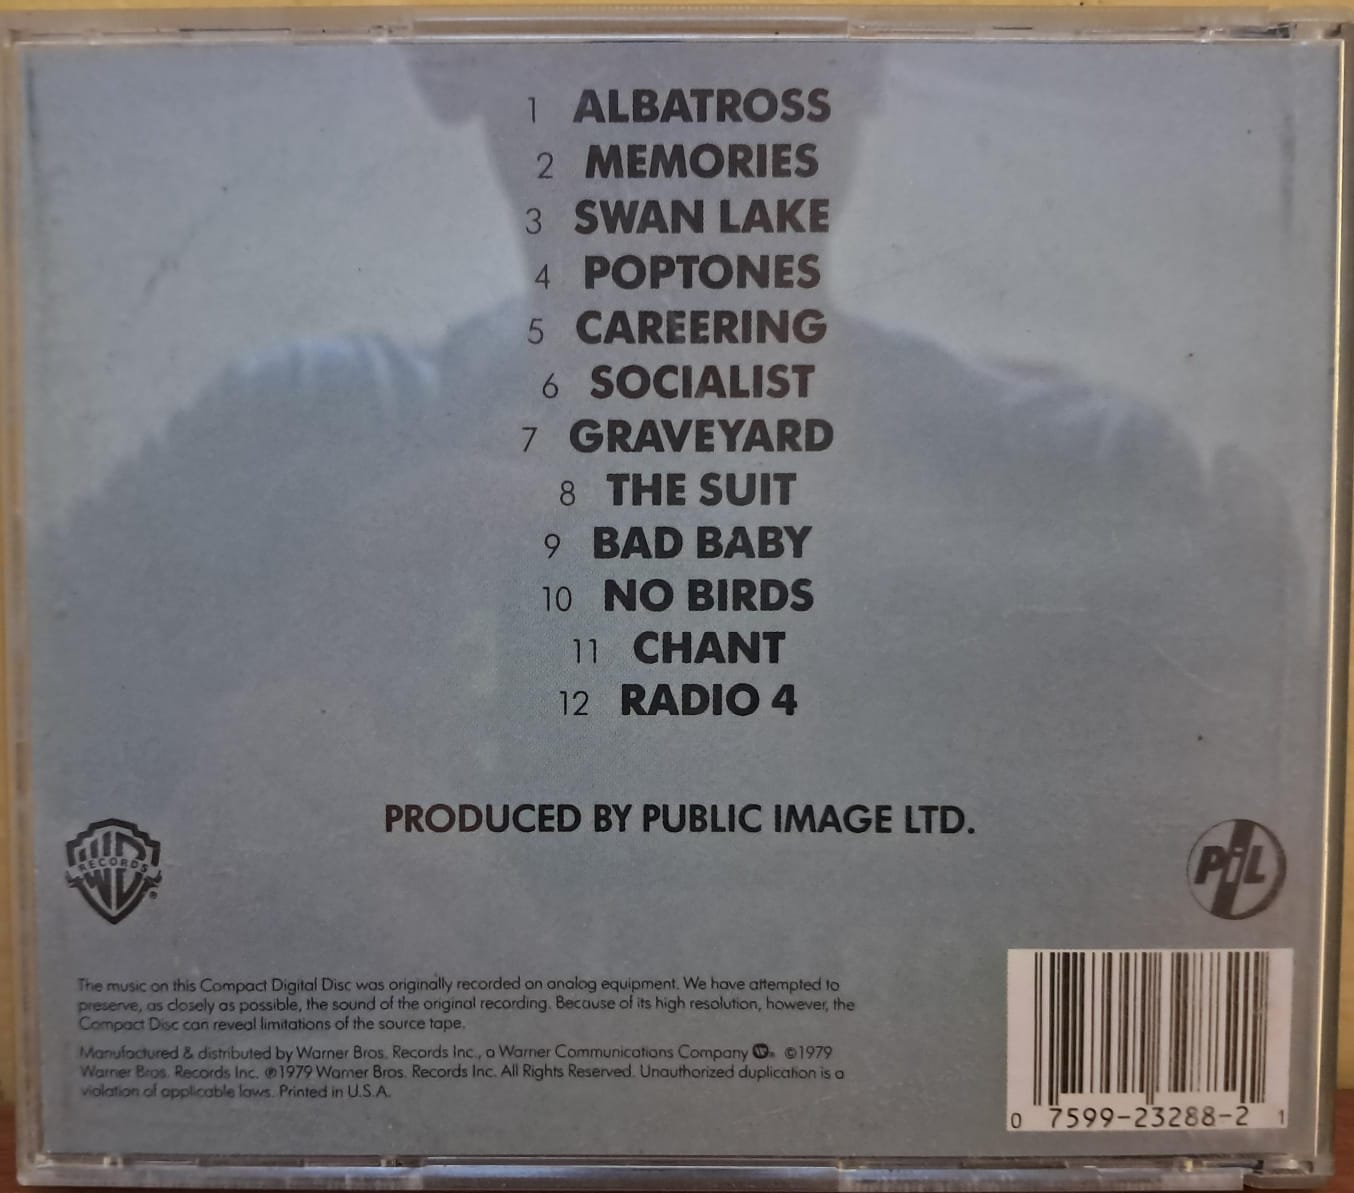 1 ALBATROSS
2 MEMORIES
3 SWAN LAKE
4 POPTONES
5 CAREERING
6 SOCIALIST
7 GRAVEYARD
8 THE SUIT
9 BAD BABY
10 NO BIRDS
11 CHANT
12 RADIO 4
PRODUCED BY PUBLIC IMAGE LTD.
WB RECORDS ®
PiL
The music on this Compact Digital Disc was originally recorded on analog equipment. We have attempted to
preserve, as closely as possible, the sound of the original recording. Because of its high resolution, however, the
Compact Disc can reveal limitations of the source tape.
Manufactured & distributed by Warner Bros. Records Inc., a Warner Communications Company W. ©1979
Warner Bros. Records Inc. ℗1979 Warner Bros. Records Inc. All Rights Reserved. Unauthorized duplication is a
violation of applicable laws. Printed in U.S.A.
0 7599-23288-2 1